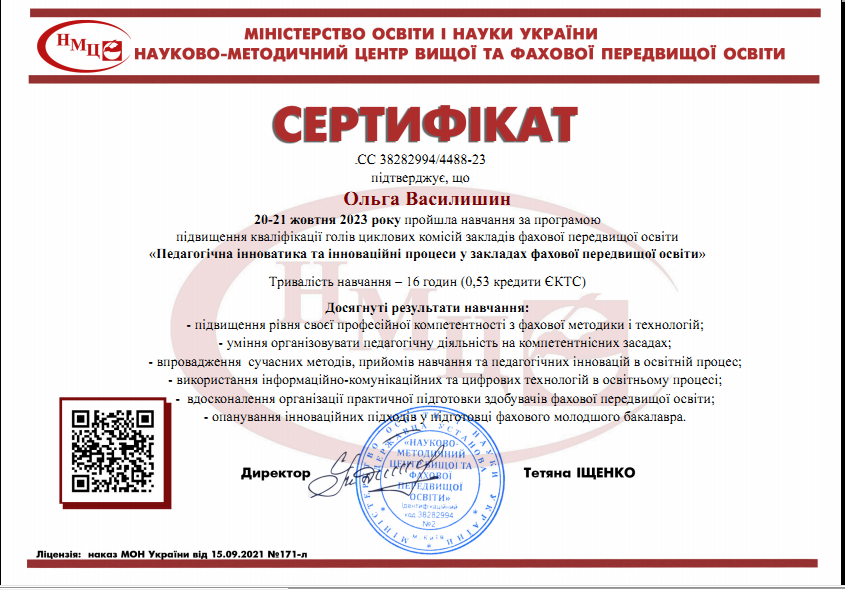 НМЦ
МІНІСТЕРСТВО ОСВІТИ І НАУКИ УКРАЇНИ
НАУКОВО-МЕТОДИЧНИЙ ЦЕНТР ВИЩОЇ ТА ФАХОВОЇ ПЕРЕДВИЩОЇ ОСВІТИ
СЕРТИФІКАТ
.СС 38282994/4488-23
підтверджує, що
Ольга Василишин
20-21 жовтня 2023 року пройшла навчання за програмою
підвищення кваліфікації голів циклових комісій закладів фахової передвищої освіти
«Педагогічна інноватика та інноваційні процеси у закладах фахової передвищої освіти»
Тривалість навчання – 16 годин (0,53 кредити ЄКТС)
Досягнуті результати навчання:
- підвищення рівня своєї професійної компетентності з фахової методики і технологій;
- уміння організовувати педагогічну діяльність на компетентнісних засадах;
- впровадження сучасних методів, прийомів навчання та педагогічних інновацій в освітній процес;
- використання інформаційно-комунікаційних та цифрових технологій в освітньому процесі;
- вдосконалення організації практичної підготовки здобувачів фахової передвищої освіти;
- опанування інноваційних підходів у підготовці фахового молодшого бакалавра.
НМЦ
Директор
Тетяна ІЩЕНКО
МІНІСТЕРСТВО ОСВІТИ І НАУКИ УКРАЇНИ
ДЕРЖАВНА УСТАНОВА
«НАУКОВО-
МЕТОДИЧНИЙ
ЦЕНТР ВИЩОЇ ТА
ФАХОВОЇ
ПЕРЕДВИЩОЇ
ОСВІТИ»
Ідентифікаційний
код 38282994
№2
м. Київ
Ліцензія: наказ МОН України від 15.09.2021 №171-л